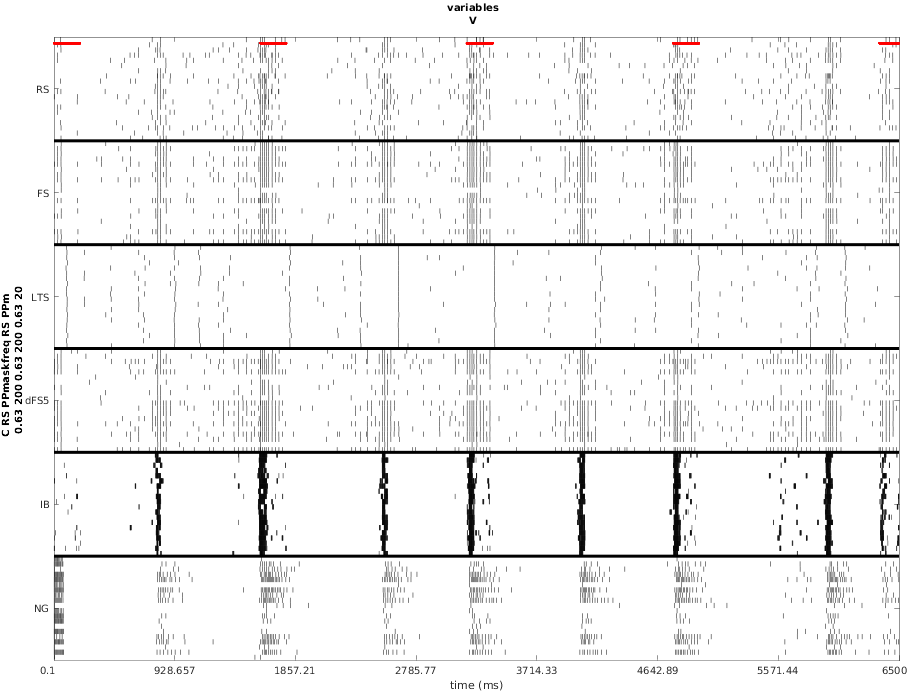 variables
V
RS
FS
LTS
dFS5
IB
NG
C RS PPmaskfreq RS PPm
0.63 200 0.63 200 0.63 20
0.1 928.657 1857.21 2785.77 3714.33 4642.89 5571.44 6500
time (ms)